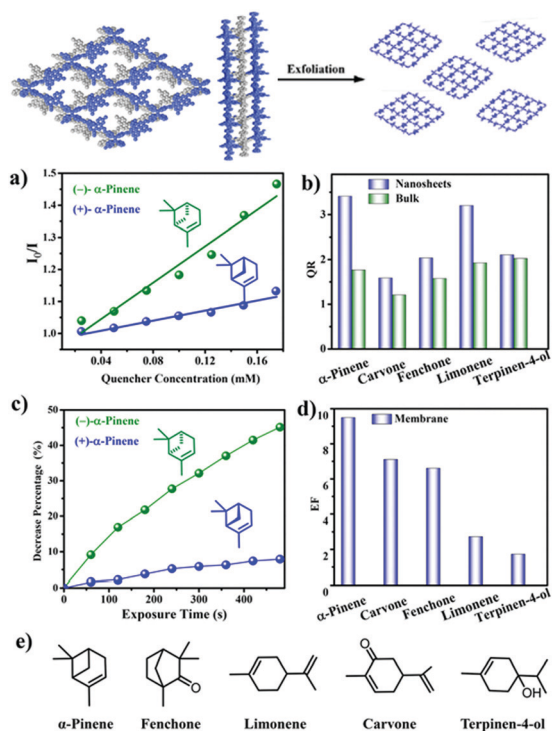 Exfoliation
a)
(−)- α-Pinene
(+)- α-Pinene
1.5
1.4
1.3
1.2
1.1
1.0
I0/I
0.04 0.08 0.12 0.16
Quencher Concentration (mM)
b)
Nanosheets
Bulk
3
2
1
0
QR
α-Pinene
Carvone
Fenchone
Limonene
Terpinen-4-ol
c)
(−)-α-Pinene
(+)-α-Pinene
50
40
30
20
10
0
Decrease Percentage (%)
0 100 200 300 400
Exposure Time (s)
d)
Membrane
10
8
6
4
2
0
EF
α-Pinene
Carvone
Fenchone
Limonene
Terpinen-4-ol
e)
O
O
OH
α-Pinene Fenchone Limonene Carvone Terpinen-4-ol